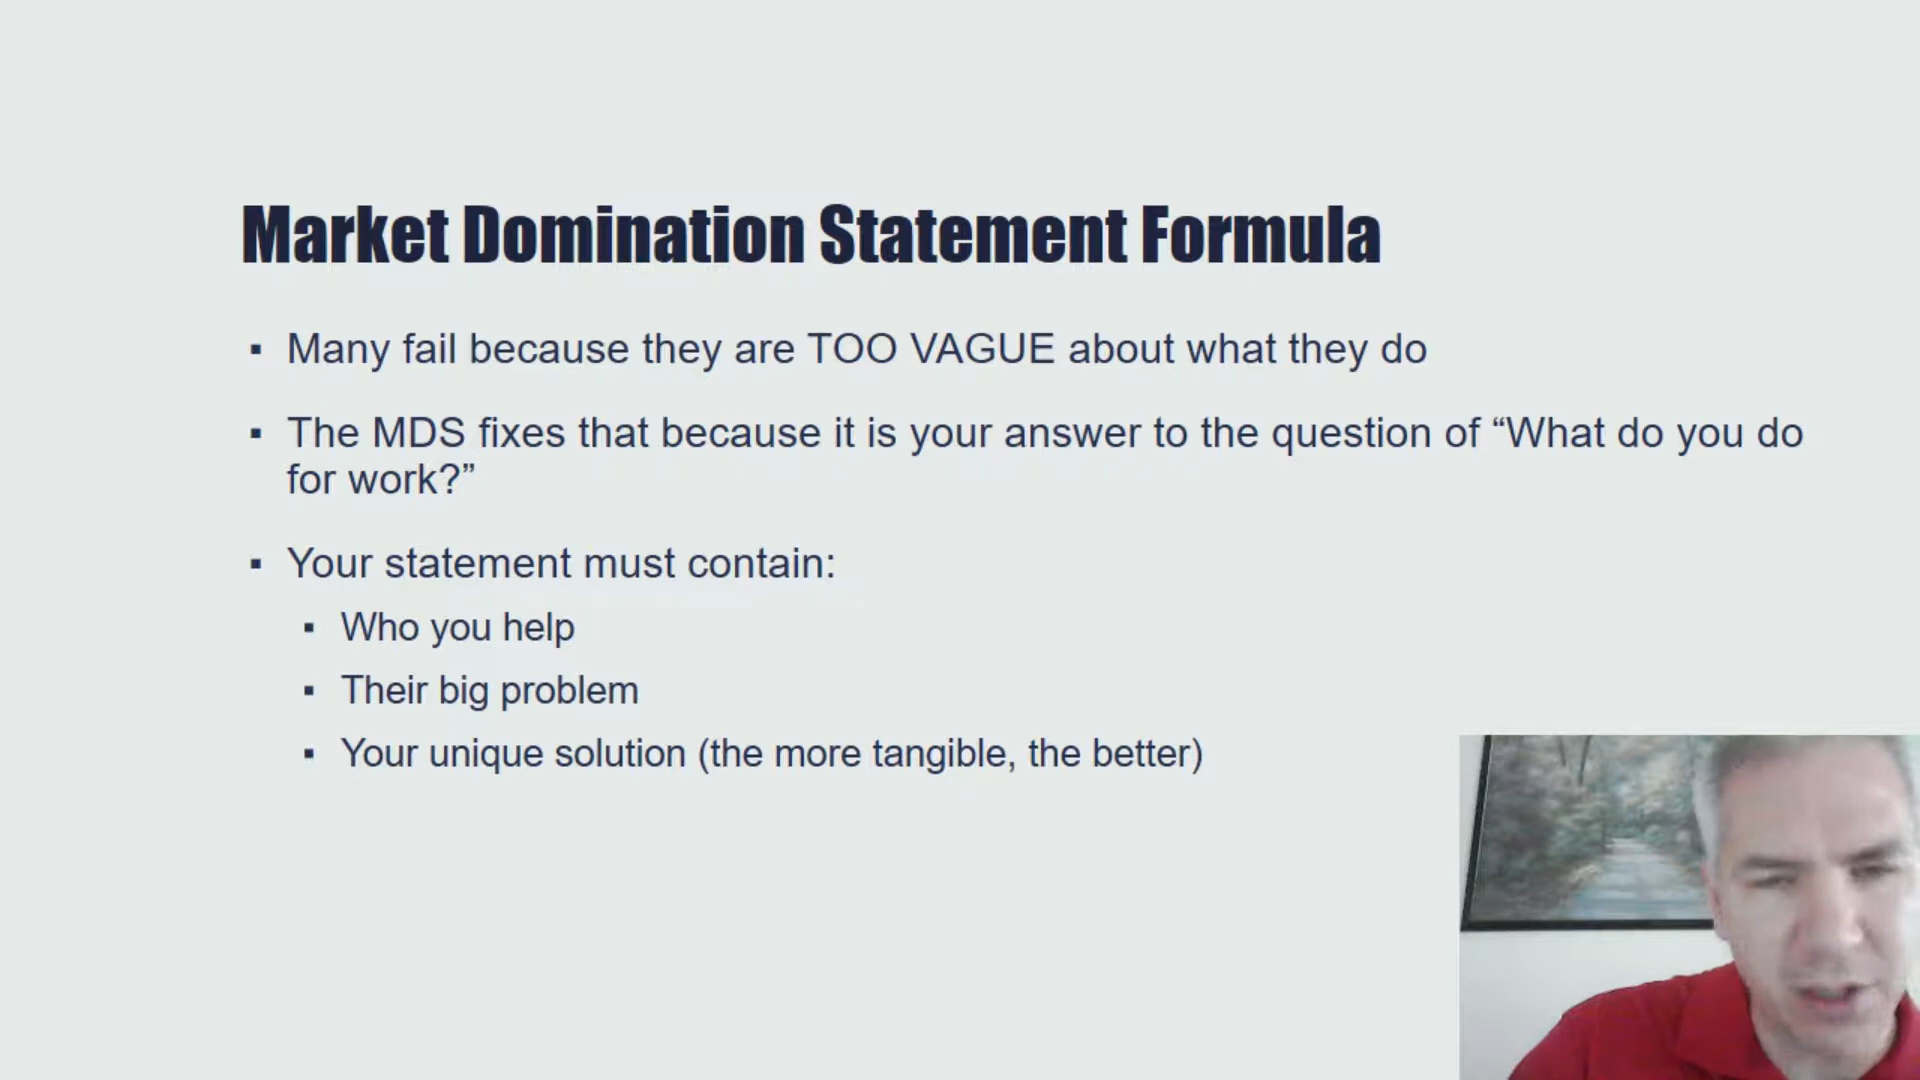 Market Domination Statement Formula
▪ Many fail because they are TOO VAGUE about what they do
▪ The MDS fixes that because it is your answer to the question of “What do you do
for work?”
▪ Your statement must contain:
▪ Who you help
▪ Their big problem
▪ Your unique solution (the more tangible, the better)